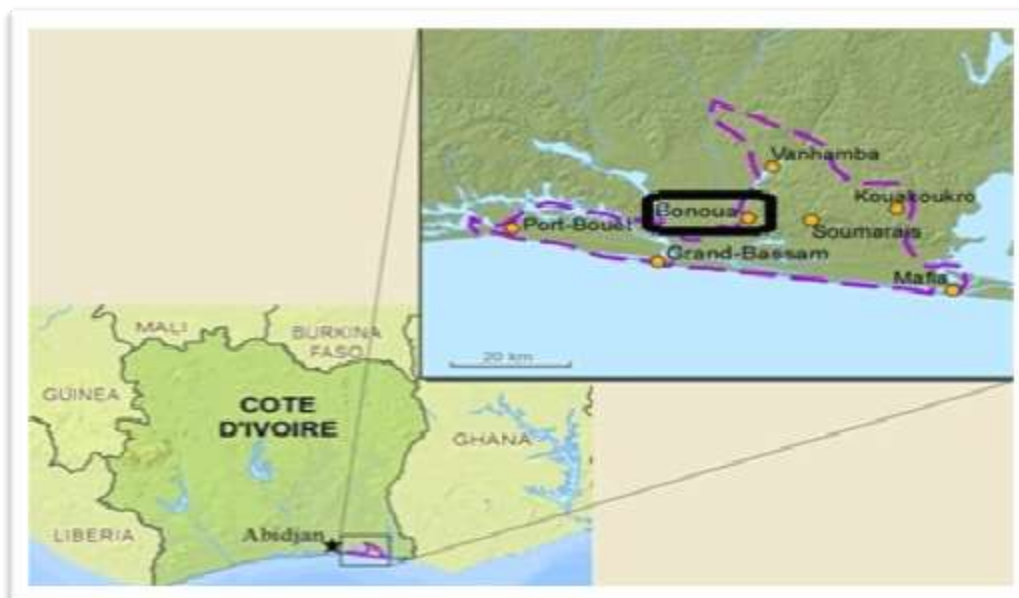 Vanhamba
Kouakoukro
Bonoua
Port-Bouet
Soumarais
Grand-Bassam
Mafia
20 km
MALI
BURKINA
FASO
GUINEA
COTE
D'IVOIRE
GHANA
Abidjan
LIBERIA